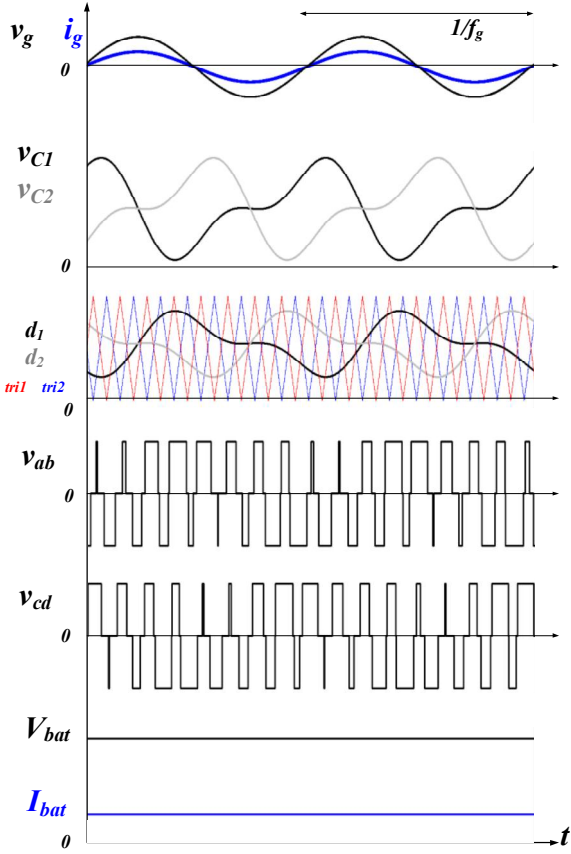 1/fg
vg ig
0
vC1
vC2
0
d1
d2
tri1 tri2
0
vab
0
vcd
0
Vbat
Ibat
0
t